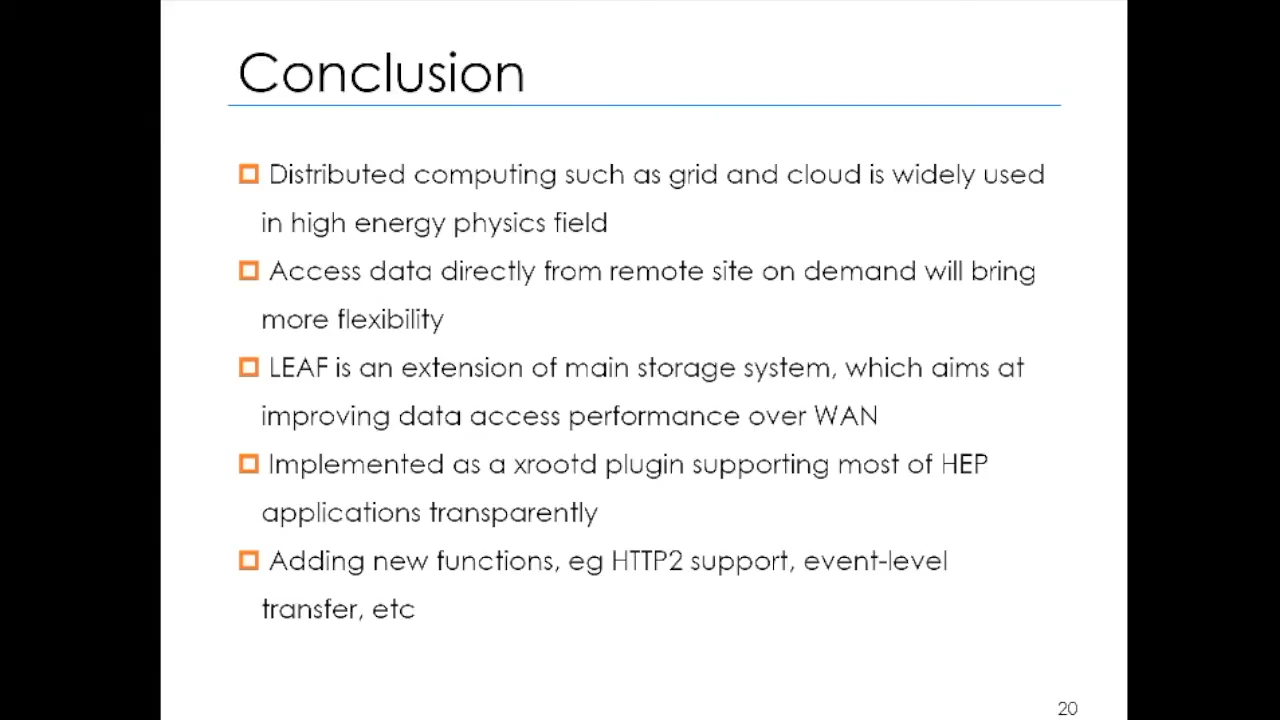 Conclusion
Distributed computing such as grid and cloud is widely used
in high energy physics field
Access data directly from remote site on demand will bring
more flexibility
LEAF is an extension of main storage system, which aims at
improving data access performance over WAN
Implemented as a xrootd plugin supporting most of HEP
applications transparently
Adding new functions, eg HTTP2 support, event-level
transfer, etc
20